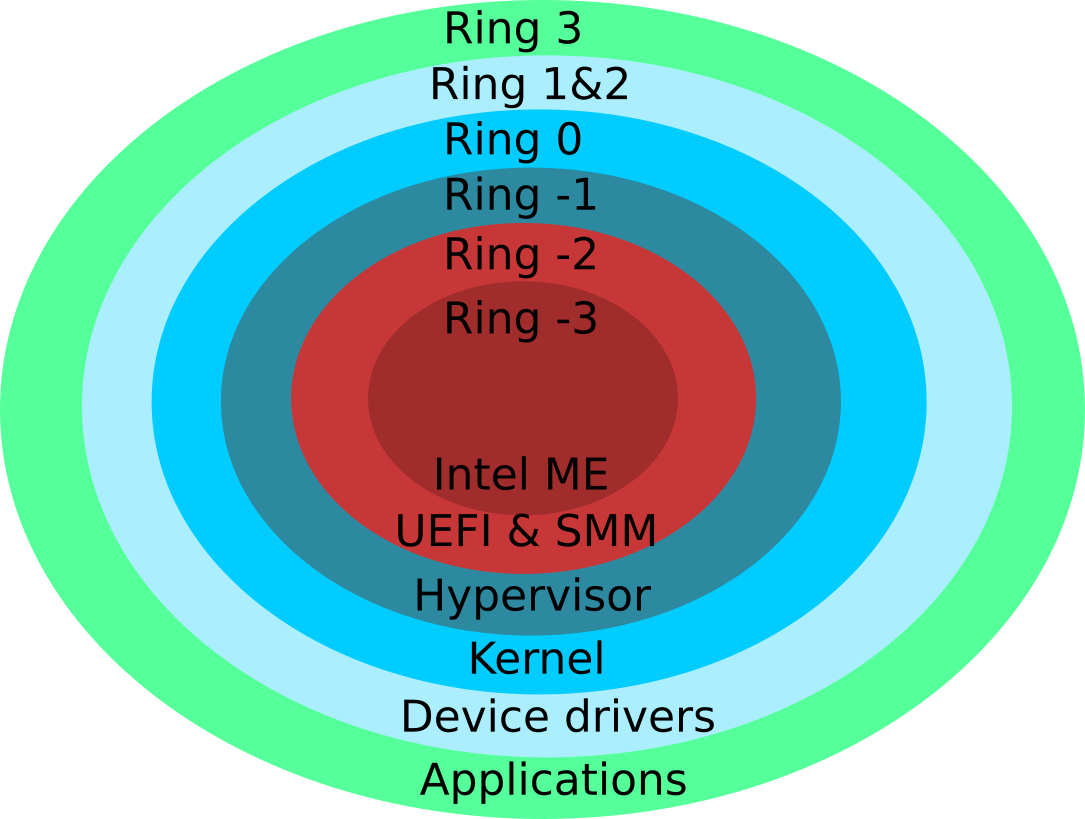 Ring 3
Ring 1&2
Ring 0
Ring -1
Ring -2
Ring -3
Intel ME
UEFI & SMM
Hypervisor
Kernel
Device drivers
Applications